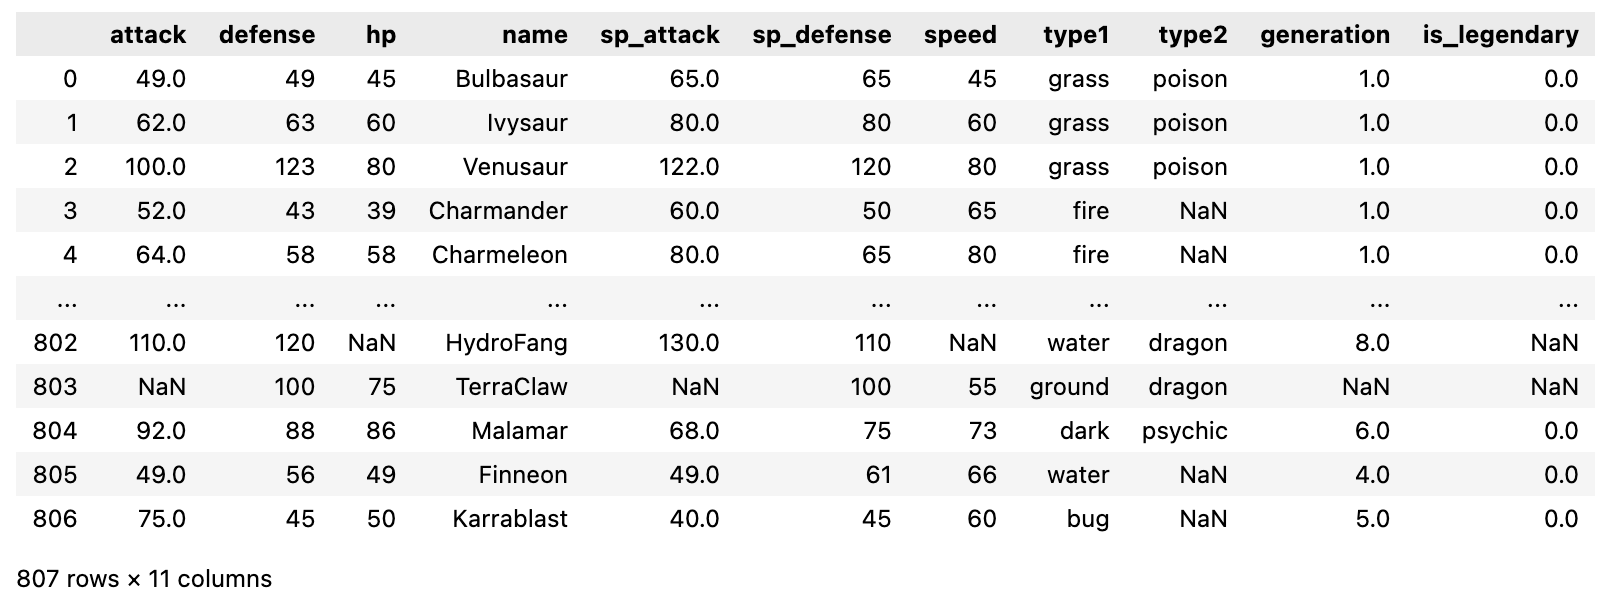 attack defense hp name sp_attack sp_defense speed type1 type2 generation is_legendary
0 49.0 49 45 Bulbasaur 65.0 65 45 grass poison 1.0 0.0
1 62.0 63 60 Ivysaur 80.0 80 60 grass poison 1.0 0.0
2 100.0 123 80 Venusaur 122.0 120 80 grass poison 1.0 0.0
3 52.0 43 39 Charmander 60.0 50 65 fire NaN 1.0 0.0
4 64.0 58 58 Charmeleon 80.0 65 80 fire NaN 1.0 0.0
... ... ... ... ... ... ... ... ... ... ... ...
802 110.0 120 NaN HydroFang 130.0 110 NaN water dragon 8.0 NaN
803 NaN 100 75 TerraClaw NaN 100 55 ground dragon NaN NaN
804 92.0 88 86 Malamar 68.0 75 73 dark psychic 6.0 0.0
805 49.0 56 49 Finneon 49.0 61 66 water NaN 4.0 0.0
806 75.0 45 50 Karrablast 40.0 45 60 bug NaN 5.0 0.0
807 rows × 11 columns